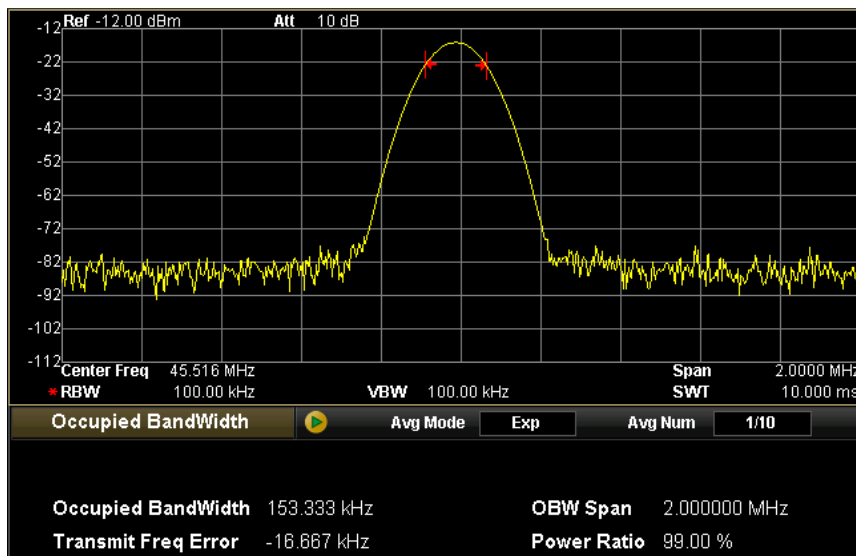 Ref -12.00 dBm Att 10 dB
-12
-22
-32
-42
-52
-62
-72
-82
-92
-102
-112
Center Freq 45.516 MHz Span 2.0000 MHz
*RBW 100.00 kHz VBW 100.00 kHz SWT 10.000 ms
Occupied BandWidth Avg Mode Exp Avg Num 1/10
Occupied BandWidth 153.333 kHz OBW Span 2.000000 MHz
Transmit Freq Error -16.667 kHz Power Ratio 99.00 %